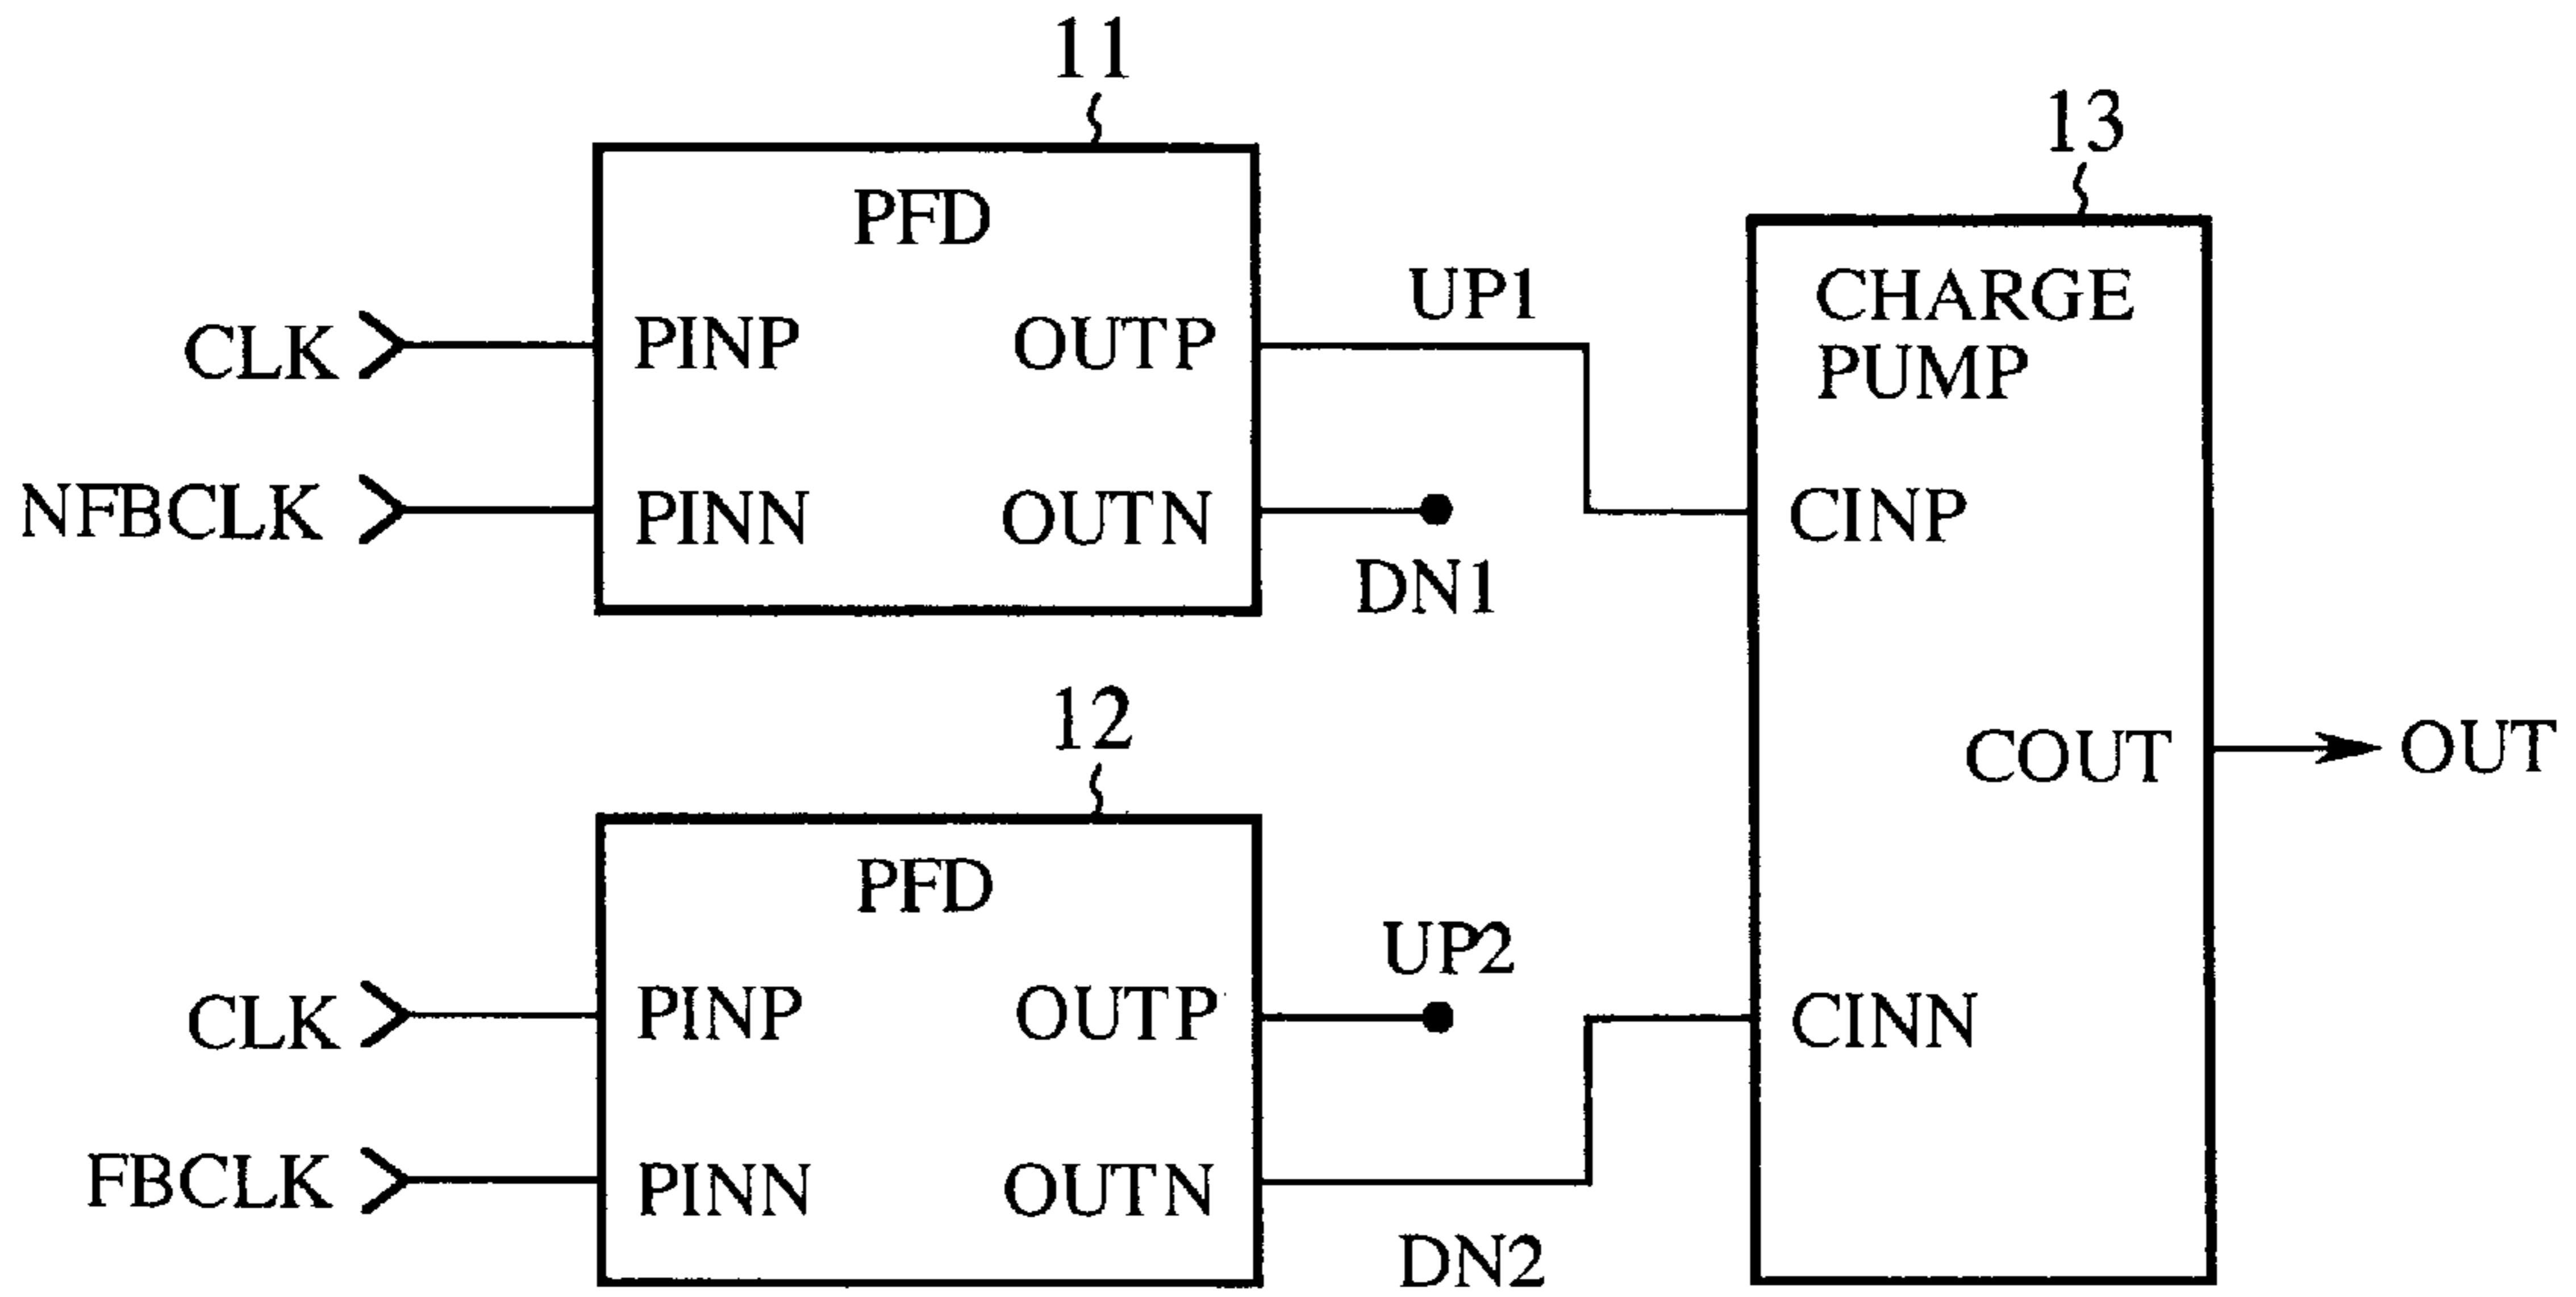 11
PFD
CLK
PINP
OUTP
UP1
NFBCLK
PINN
OUTN
DN1
13
CHARGE
PUMP
CINP
COUT
OUT
CINN
12
PFD
CLK
PINP
OUTP
UP2
FBCLK
PINN
OUTN
DN2